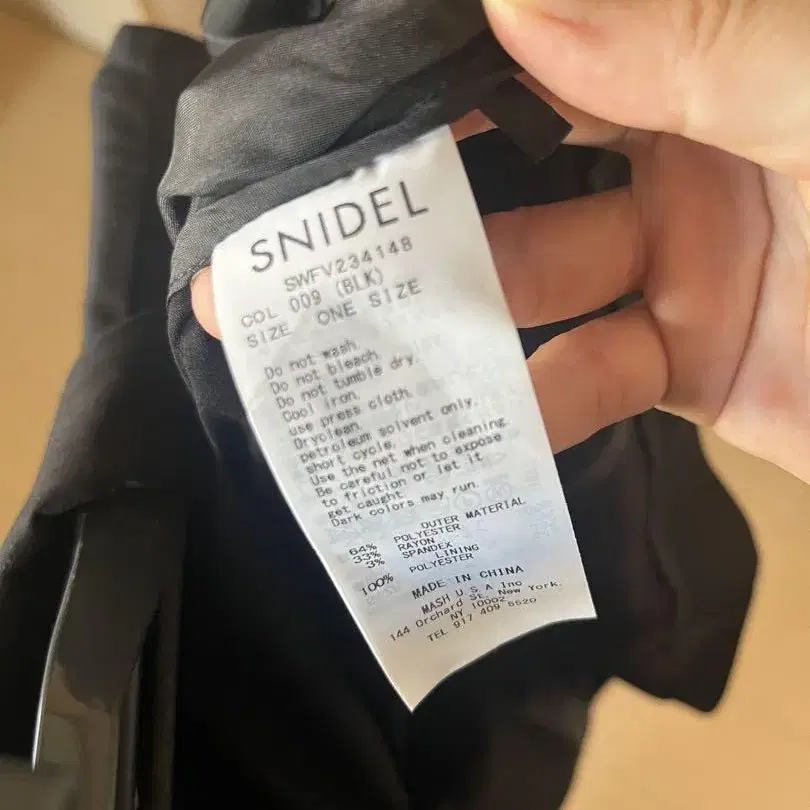 SNIDEL
SWFV234148
COL 009 (BLK)
SIZE ONE SIZE
Do not wash.
Do not bleach.
Do not tumble dry.
Cool iron.
use press cloth.
Dryclean.
petroleum solvent only.
short cycle.
Use the net when cleaning
Be careful not to expose
to friction or let it
get caught.
Dark colors may run.
OUTER MATERIAL
64% POLYESTER
33% RAYON
3% SPANDEX
LINING
100% POLYESTER
MADE IN CHINA
MASH U.S.A Inc
144 Orchard St. New York.
NY 10002
TEL 917 409 5520